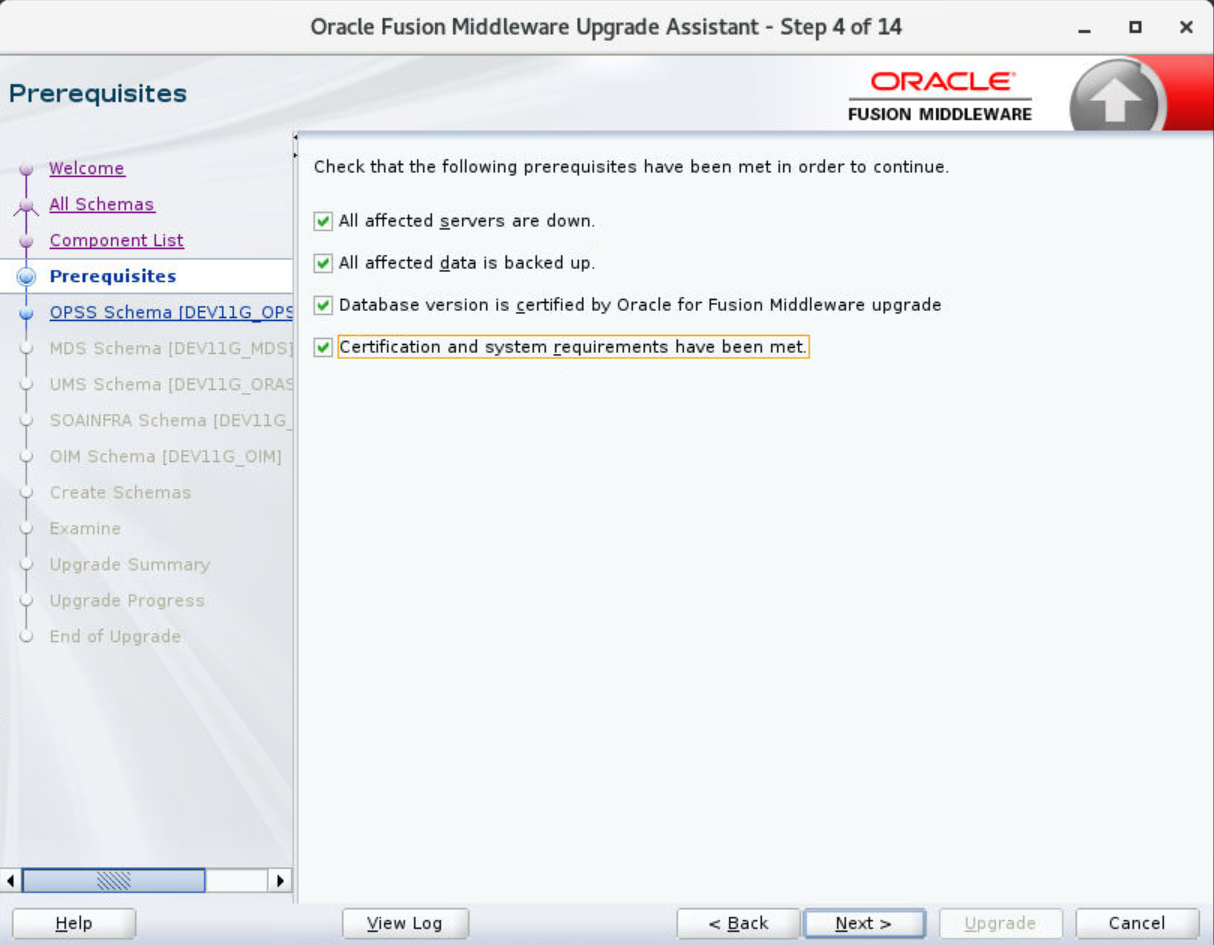 Oracle Fusion Middleware Upgrade Assistant - Step 4 of 14
Prerequisites
ORACLE
FUSION MIDDLEWARE
Welcome
All Schemas
Component List
Prerequisites
OPSS Schema [DEV11G_OPS
MDS Schema [DEV11G_MDS]
UMS Schema [DEV11G_ORAS
SOAINFRA Schema [DEV11G_
OIM Schema [DEV11G_OIM]
Create Schemas
Examine
Upgrade Summary
Upgrade Progress
End of Upgrade
Check that the following prerequisites have been met in order to continue.
All affected servers are down.
All affected data is backed up.
Database version is certified by Oracle for Fusion Middleware upgrade
Certification and system requirements have been met.
Help
View Log
< Back
Next >
Upgrade
Cancel